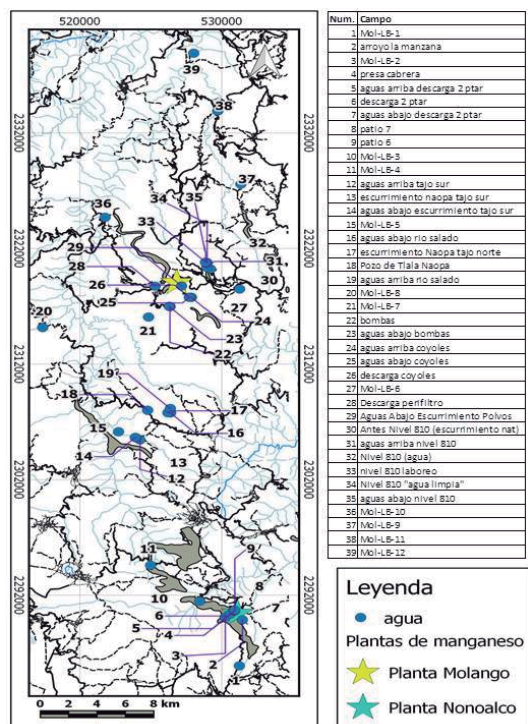 520000
530000
2332000
2322000
2312000
2302000
2292000
2332000
2322000
2312000
2302000
2292000
39
38
37
34
35
36
33
32
29
31
28
26
30
20
25
27
21
24
23
22
19
18
17
15
16
14
13
12
11
9
10
8
6
7
5
4
3
2
1
0 2 4 6 8 km
Num. Campo
1 Mol-LB-1
2 arroyo la manzana
3 Mol-LB-2
4 presa cabrera
5 aguas arriba descarga 2 ptar
6 descarga 2 ptar
7 aguas abajo descarga 2 ptar
8 patio 7
9 patio 6
10 Mol-LB-3
11 Mol-LB-4
12 aguas arriba tajo sur
13 escurrimiento naopa tajo sur
14 aguas abajo escurrimiento tajo sur
15 Mol-LB-5
16 aguas abajo rio salado
17 escurrimiento Naopa tajo norte
18 Pozo de Tlala Naopa
19 aguas arriba rio salado
20 Mol-LB-8
21 Mol-LB-7
22 bombas
23 aguas abajo bombas
24 aguas arriba coyoles
25 aguas abajo coyoles
26 descarga coyoles
27 Mol-LB-6
28 Descarga perifiltro
29 Aguas Abajo Escurrimiento Polvos
30 Antes Nivel 810 (escurrimiento nat)
31 aguas arriba nivel 810
32 Nivel 810 (agua)
33 nivel 810 laboreo
34 Nivel 810 "agua limpia"
35 aguas abajo nivel 810
36 Mol-LB-10
37 Mol-LB-9
38 Mol-LB-11
39 Mol-LB-12
Leyenda
agua
Plantas de manganeso
Planta Molango
Planta Nonoalco